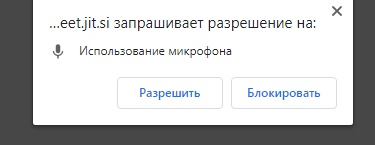 ...eet.jit.si запрашивает разрешение на:
Использование микрофона
Разрешить Блокировать